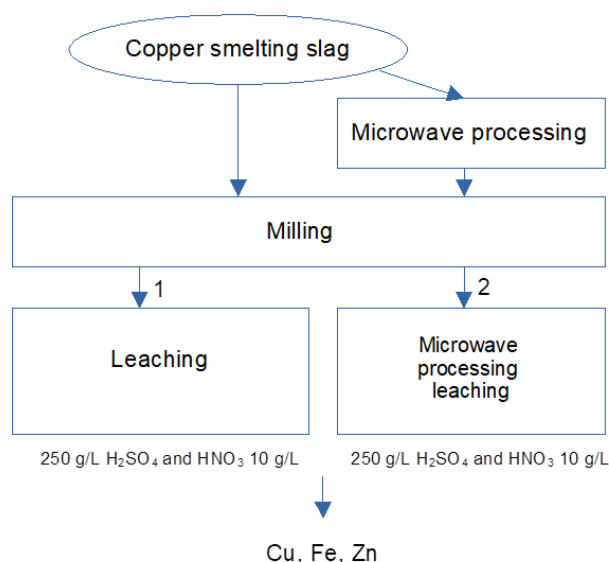 Copper smelting slag
Microwave processing
Milling
1
2
Leaching
Microwave
processing
leaching
250 g/L H₂SO₄ and HNO₃ 10 g/L
250 g/L H₂SO₄ and HNO₃ 10 g/L
Cu, Fe, Zn